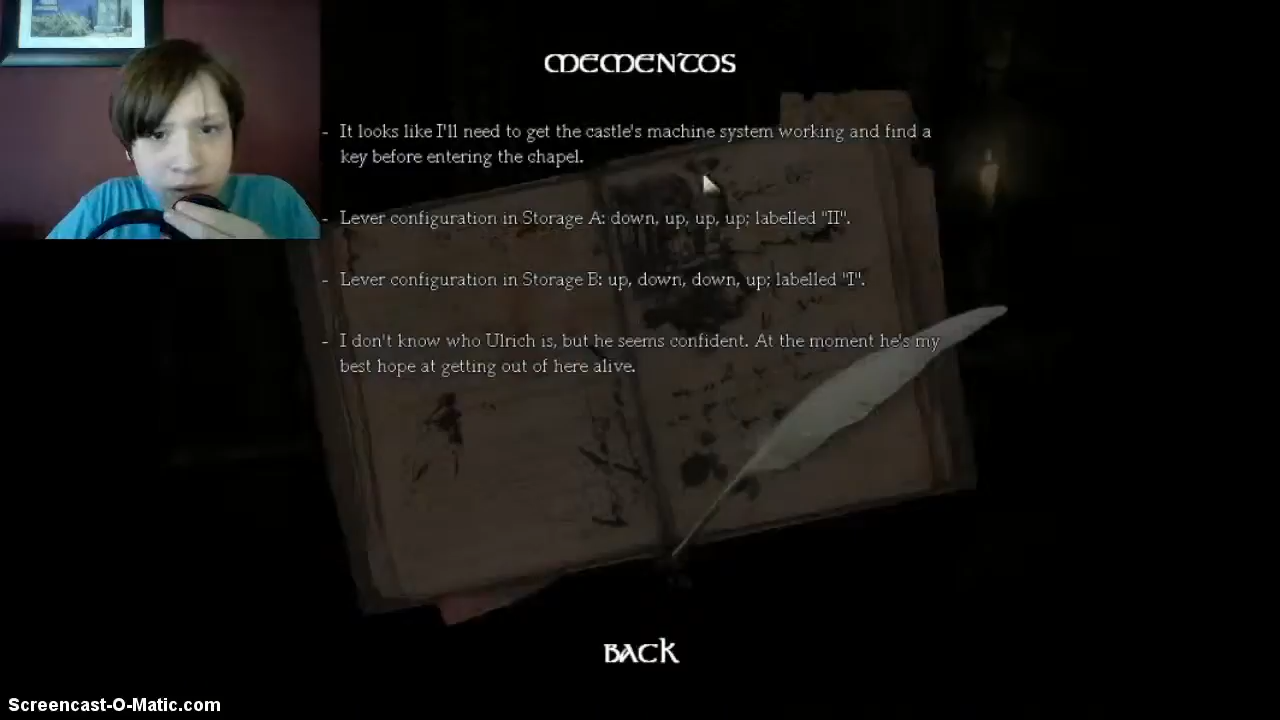 MEMENTOS
- It looks like I'll need to get the castle's machine system working and find a
key before entering the chapel.
- Lever configuration in Storage A: down, up, up, up; labelled "II".
- Lever configuration in Storage B: up, down, down, up; labelled "I".
- I don't know who Ulrich is, but he seems confident. At the moment he's my
best hope at getting out of here alive.
BACK
Screencast-O-Matic.com